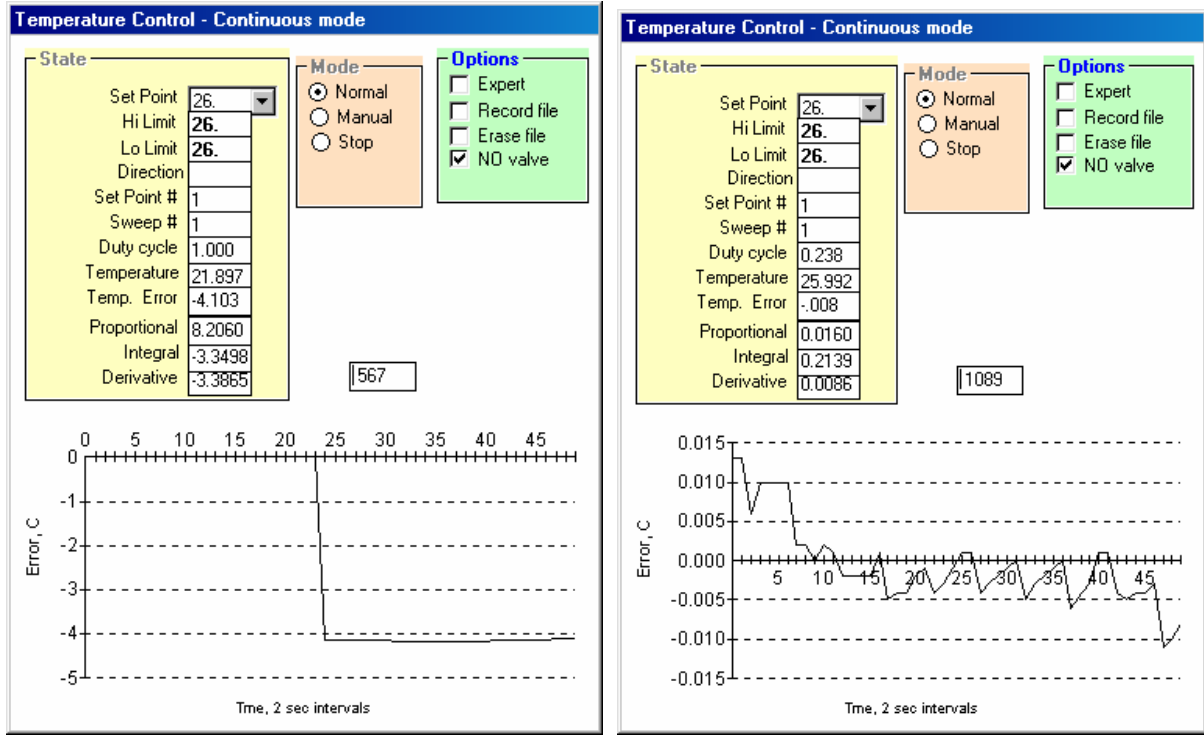 Temperature Control - Continuous mode
State
Set Point 26.
Hi Limit 26.
Lo Limit 26.
Direction
Set Point # 1
Sweep # 1
Duty cycle 1.000
Temperature 21.897
Temp. Error -4.103
Proportional 8.2060
Integral -3.3498
Derivative -3.3865
Mode
Normal
Manual
Stop
Options
Expert
Record file
Erase file
NO valve
567
0 5 10 15 20 25 30 35 40 45
0
-1
-2
-3
-4
-5
Error, C
Tme, 2 sec intervals
Temperature Control - Continuous mode
State
Set Point 26.
Hi Limit 26.
Lo Limit 26.
Direction
Set Point # 1
Sweep # 1
Duty cycle 0.238
Temperature 25.992
Temp. Error -.008
Proportional 0.0160
Integral 0.2139
Derivative 0.0086
Mode
Normal
Manual
Stop
Options
Expert
Record file
Erase file
NO valve
1089
0.015
0.010
0.005
0.000
5 10 15 20 25 30 35 40 45
-0.005
-0.010
-0.015
Error, C
Tme, 2 sec intervals